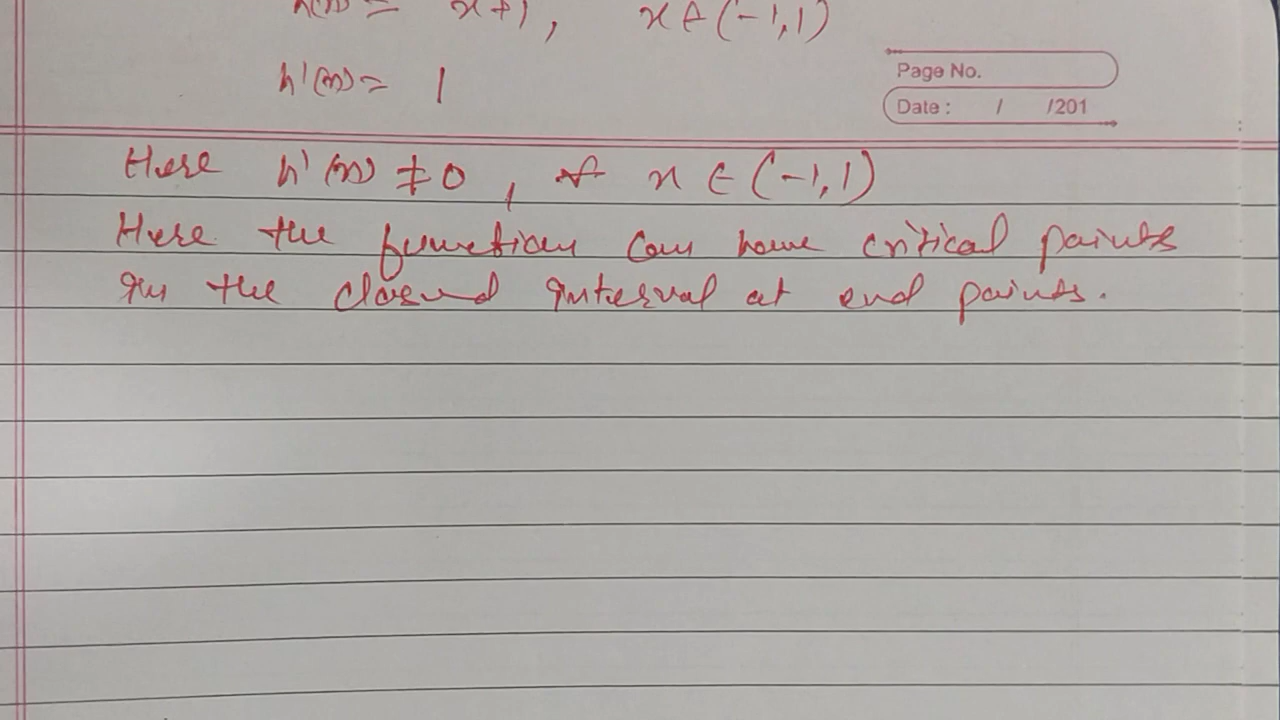 h(x) = x+1, x ∈ (-1,1)
h'(x) = 1
Page No.
Date : / /201
Here h'(x) ≠ 0, x ∈ (-1,1)
Here the function can have critical points
in the closed interval at end points.